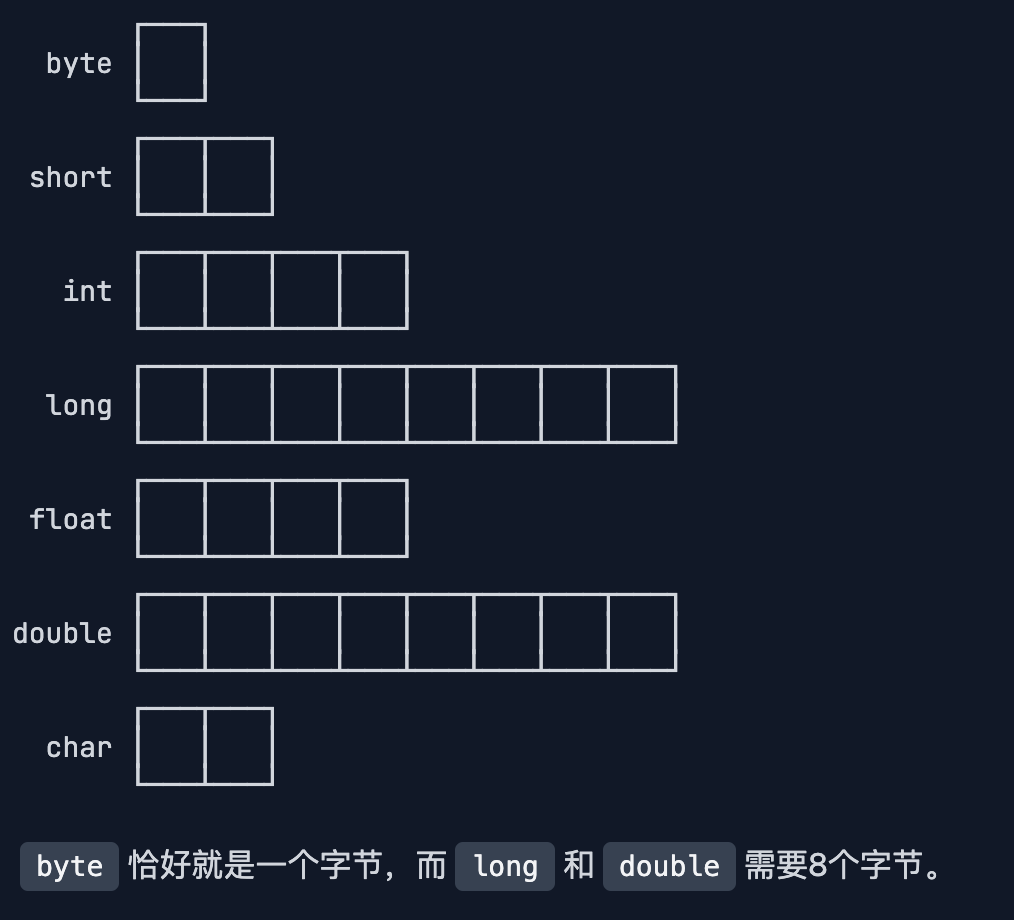 byte
short
int
long
float
double
char
byte 恰好就是一个字节，而 long 和 double 需要8个字节。